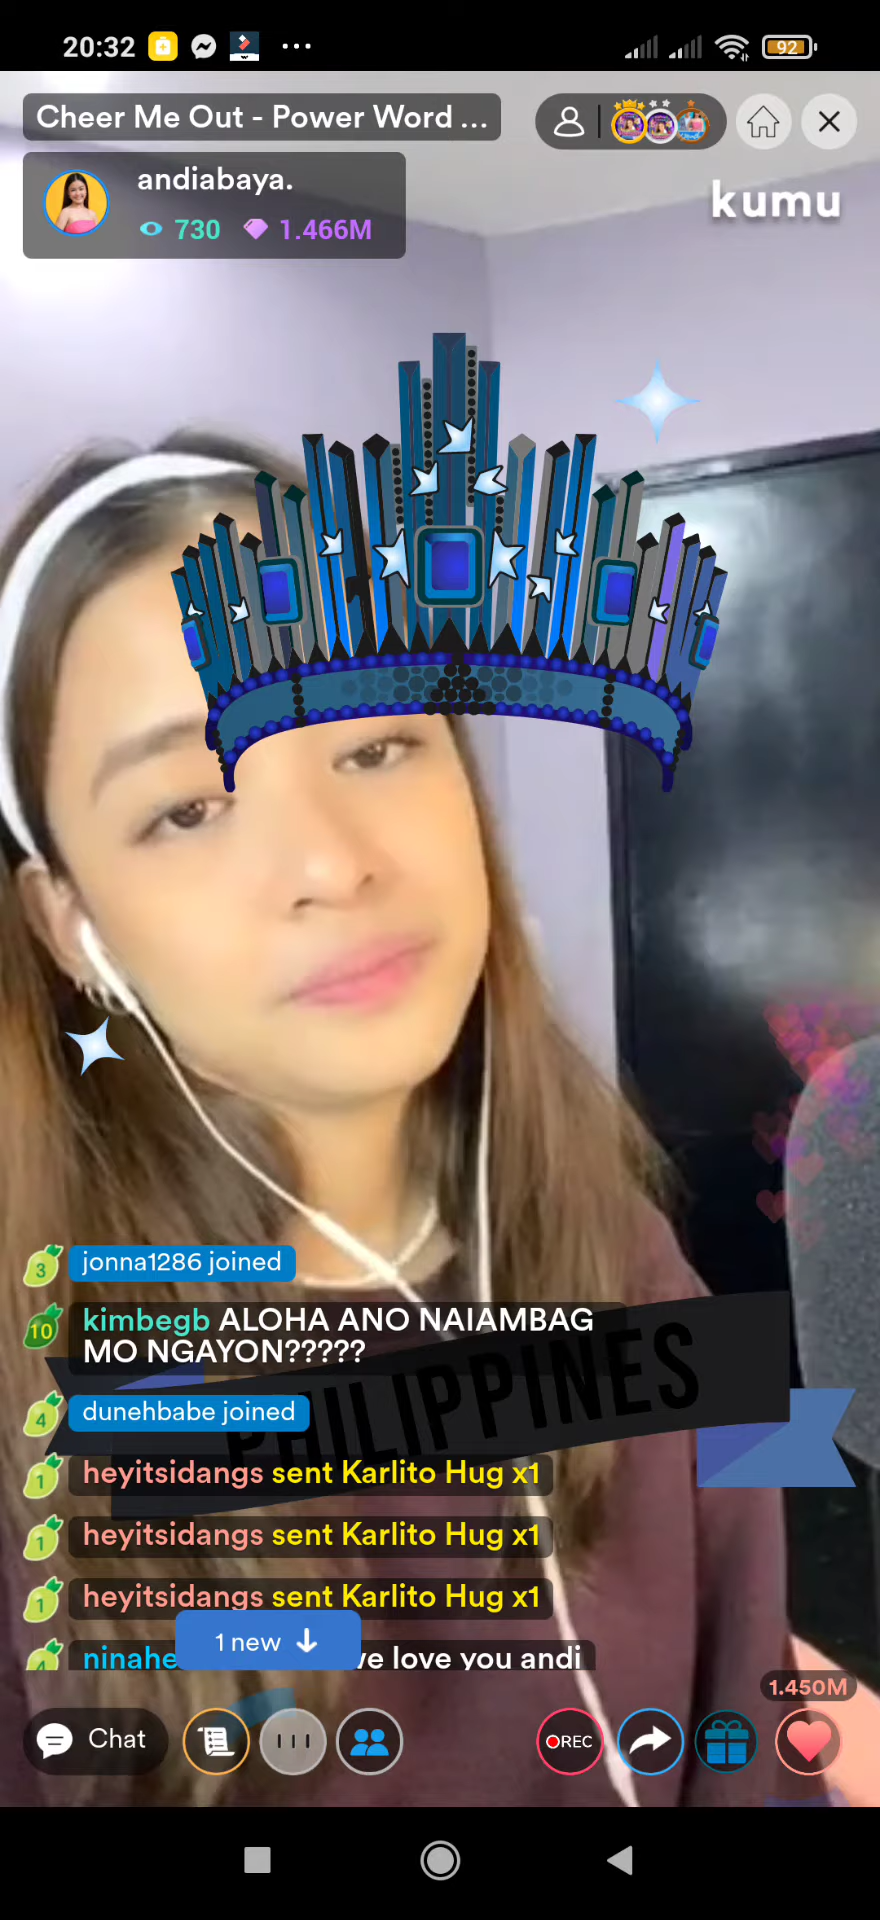 20:32
92
Cheer Me Out - Power Word ...
andiabaya.
730 1.466M
kumu
jonna1286 joined
3
kimbegb ALOHA ANO NAIAMBAG
MO NGAYON?????
10
PHILIPPINES
dunehbabe joined
4
heyitsidangs sent Karlito Hug x1
1
heyitsidangs sent Karlito Hug x1
1
heyitsidangs sent Karlito Hug x1
1
1 new
love you andi
1.450M
Chat
REC